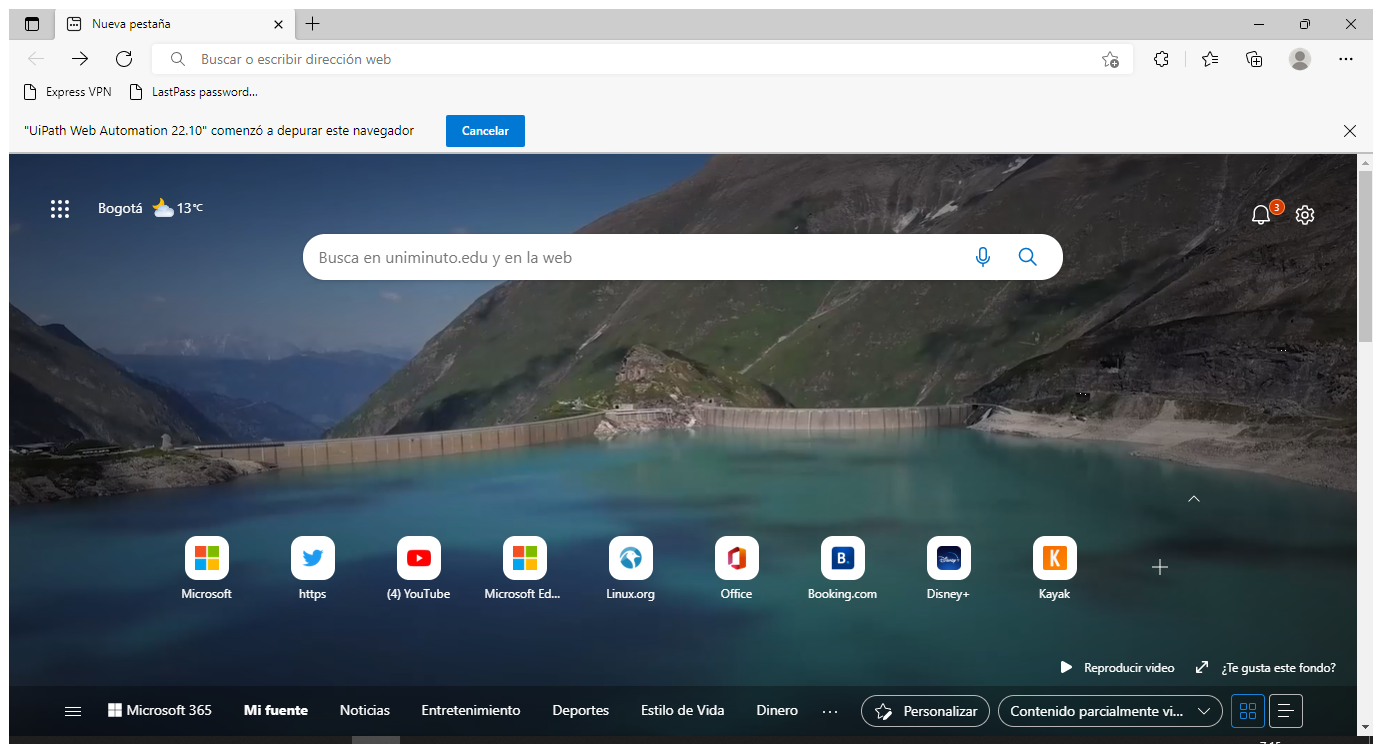 Nueva pestaña
Buscar o escribir dirección web
Express VPN
LastPass password...
"UiPath Web Automation 22.10" comenzó a depurar este navegador
Cancelar
Bogotá
13°C
3
Busca en uniminuto.edu y en la web
Microsoft
https
(4) YouTube
Microsoft Ed...
Linux.org
Office
B.
Booking.com
Disney+
Disney+
K
Kayak
Reproducir video
¿Te gusta este fondo?
Microsoft 365
Mi fuente
Noticias
Entretenimiento
Deportes
Estilo de Vida
Dinero
...
Personalizar
Contenido parcialmente vi...